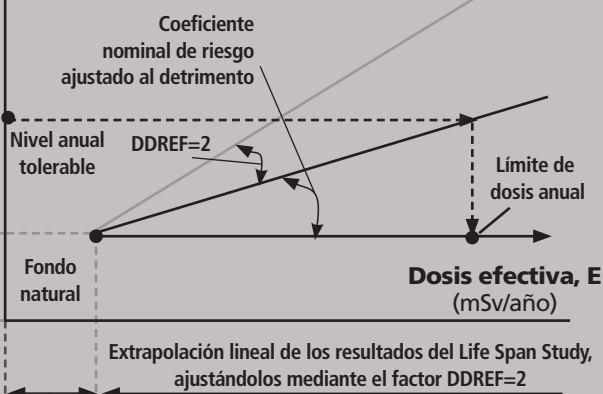 Coeficiente
nominal de riesgo
ajustado al detrimento
Nivel anual
tolerable
DDREF=2
Límite de
dosis anual
Fondo
natural
Dosis efectiva, E
(mSv/año)
Extrapolación lineal de los resultados del Life Span Study,
ajustándolos mediante el factor DDREF=2